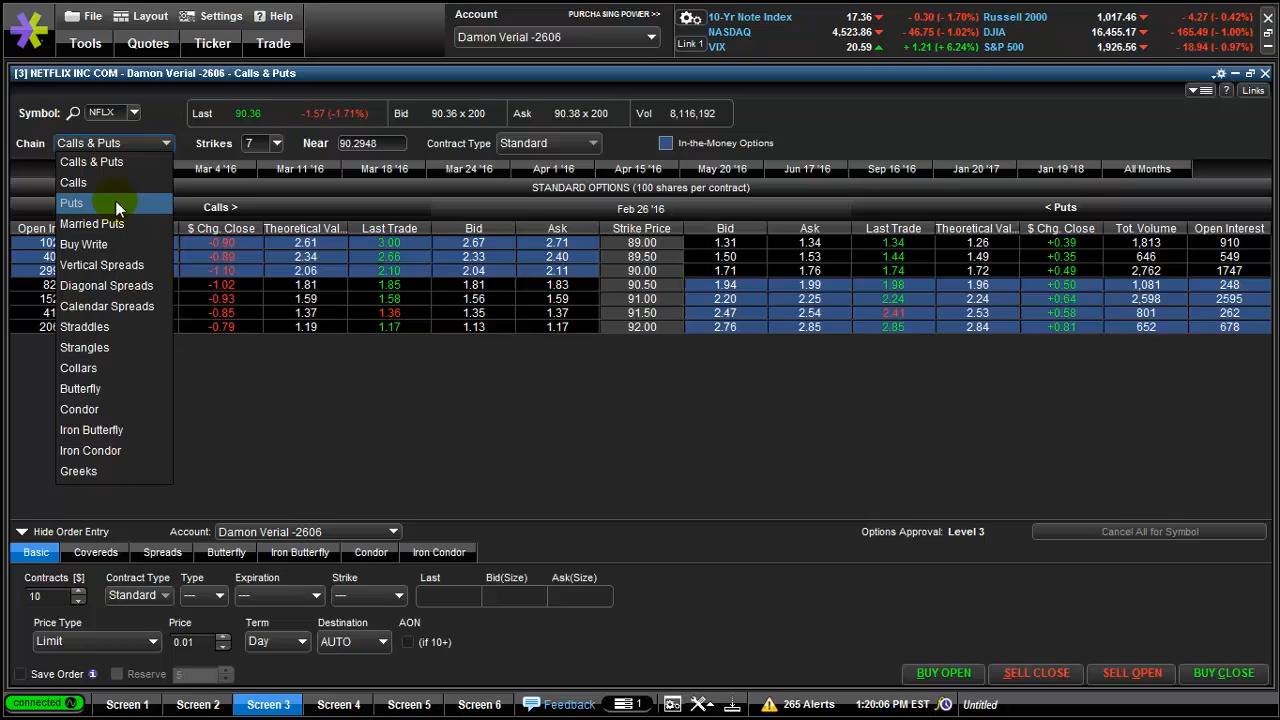 File Layout Settings Help
Tools Quotes Ticker Trade
Account PURCHASING POWER >>
Damon Verial -2606
Link 1
10-Yr Note Index 17.36 - 0.30 (- 1.70%) Russell 2000 1,017.46 - 4.27 (- 0.42%)
NASDAQ 4,523.86 - 46.75 (- 1.02%) DJIA 16,455.17 - 165.49 (- 1.00%)
VIX 20.59 + 1.21 (+ 6.24%) S&P 500 1,926.56 - 18.94 (- 0.97%)
[3] NETFLIX INC COM - Damon Verial -2606 - Calls & Puts
? Links
Symbol: NFLX Last 90.36 -1.57 (-1.71%) Bid 90.36 x 200 Ask 90.38 x 200 Vol 8,116,192
Chain Calls & Puts Strikes 7 Near 90.2948 Contract Type Standard In-the-Money Options
Mar 4 '16 Mar 11 '16 Mar 18 '16 Mar 24 '16 Apr 1 '16 Apr 15 '16 May 20 '16 Jun 17 '16 Sep 16 '16 Jan 20 '17 Jan 19 '18 All Months
STANDARD OPTIONS (100 shares per contract)
Calls > Feb 26 '16 < Puts
Open In $ Chg. Close Theoretical Val... Last Trade Bid Ask Strike Price Bid Ask Last Trade Theoretical Val... $ Chg. Close Tot. Volume Open Interest
102 -0.90 2.61 3.00 2.67 2.71 89.00 1.31 1.34 1.34 1.26 +0.39 1,813 910
40 -0.89 2.34 2.66 2.33 2.40 89.50 1.50 1.53 1.44 1.49 +0.35 646 549
299 -1.10 2.06 2.10 2.04 2.11 90.00 1.71 1.76 1.74 1.72 +0.49 2,762 1747
82 -1.02 1.81 1.85 1.81 1.83 90.50 1.94 1.99 1.98 1.96 +0.50 1,081 248
152 -0.93 1.59 1.58 1.56 1.59 91.00 2.20 2.25 2.24 2.24 +0.64 2,598 2595
41 -0.85 1.37 1.36 1.35 1.37 91.50 2.47 2.54 2.41 2.53 +0.58 801 262
206 -0.79 1.19 1.17 1.13 1.17 92.00 2.76 2.85 2.85 2.84 +0.81 652 678
Calls & Puts
Calls
Puts
Married Puts
Buy Write
Vertical Spreads
Diagonal Spreads
Calendar Spreads
Straddles
Strangles
Collars
Butterfly
Condor
Iron Butterfly
Iron Condor
Greeks
Hide Order Entry Account: Damon Verial -2606 Options Approval: Level 3 Cancel All for Symbol
Basic Covereds Spreads Butterfly Iron Butterfly Condor Iron Condor
Contracts [$] Contract Type Type Expiration Strike Last Bid(Size) Ask(Size)
10 Standard --- --- ---
Price Type Price Term Destination AON
Limit 0.01 Day AUTO (if 10+)
Save Order Reserve 5 BUY OPEN SELL CLOSE SELL OPEN BUY CLOSE
connected Screen 1 Screen 2 Screen 3 Screen 4 Screen 5 Screen 6 Feedback 1 265 Alerts 1:20:06 PM EST Untitled